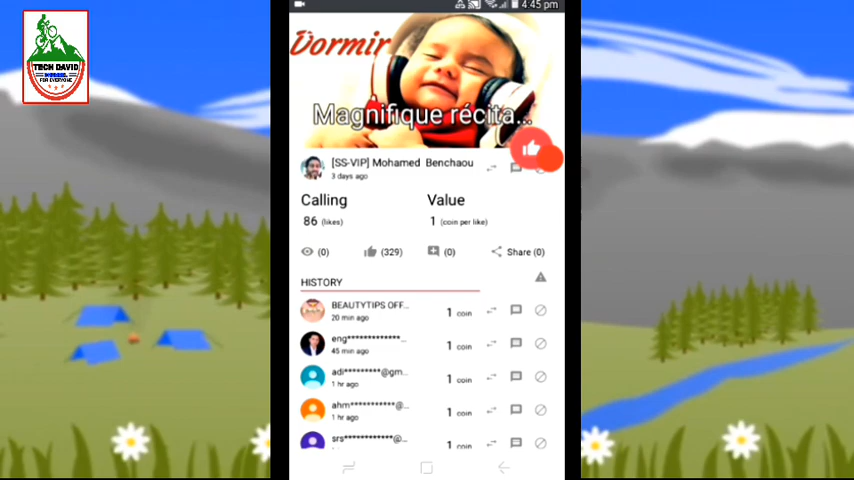 TECH DAVID
FOR EVERYONE
4:45 pm
Dormir
Magnifique récita...
[SS-VIP] Mohamed Benchaou
3 days ago
Calling
Value
86 (likes)
1 (coin per like)
(0)
(329)
(0)
Share (0)
HISTORY
BEAUTYTIPS OFF...
20 min ago
1 coin
eng**************...
45 min ago
1 coin
adi*********@gm...
1 hr ago
1 coin
ahm************@...
1 hr ago
1 coin
srs*************@...
1 coin